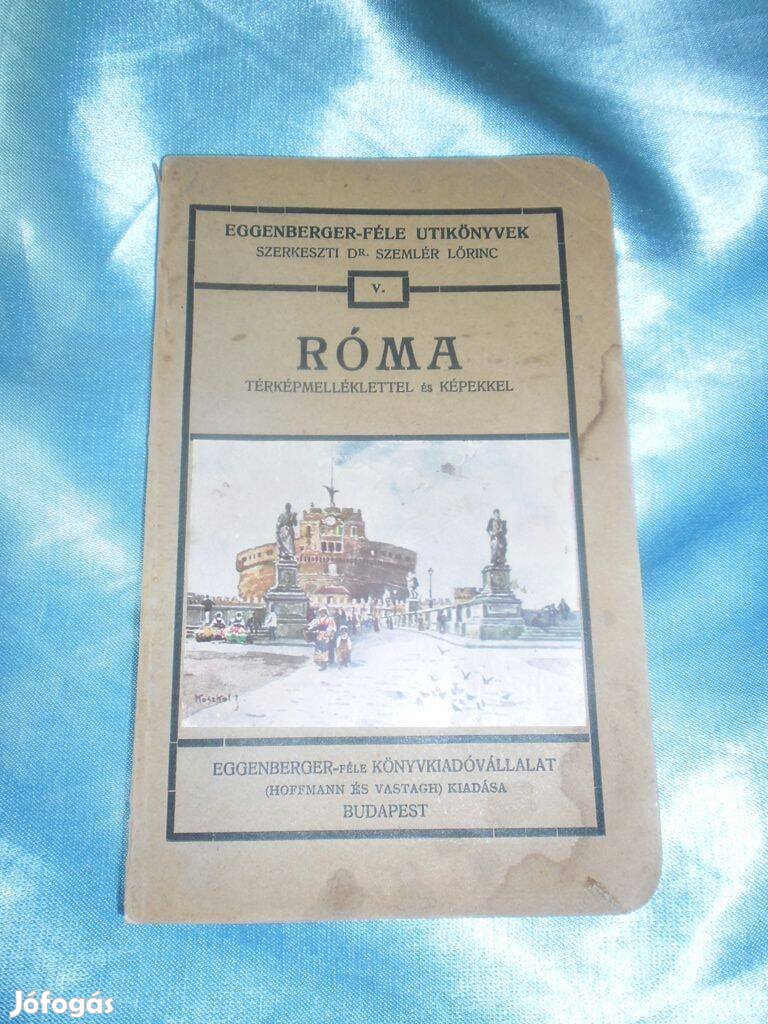 EGGENBERGER-FÉLE UTIKÖNYVEK
SZERKESZTI DR. SZEMLÉR LŐRINC
V.
RÓMA
TÉRKÉPMELLÉKLETTEL és KÉPEKKEL
Koszkol J.
EGGENBERGER-FÉLE KÖNYVKIADÓVÁLLALAT
(HOFFMANN ÉS VASTAGH) KIADÁSA
BUDAPEST
Jófogás